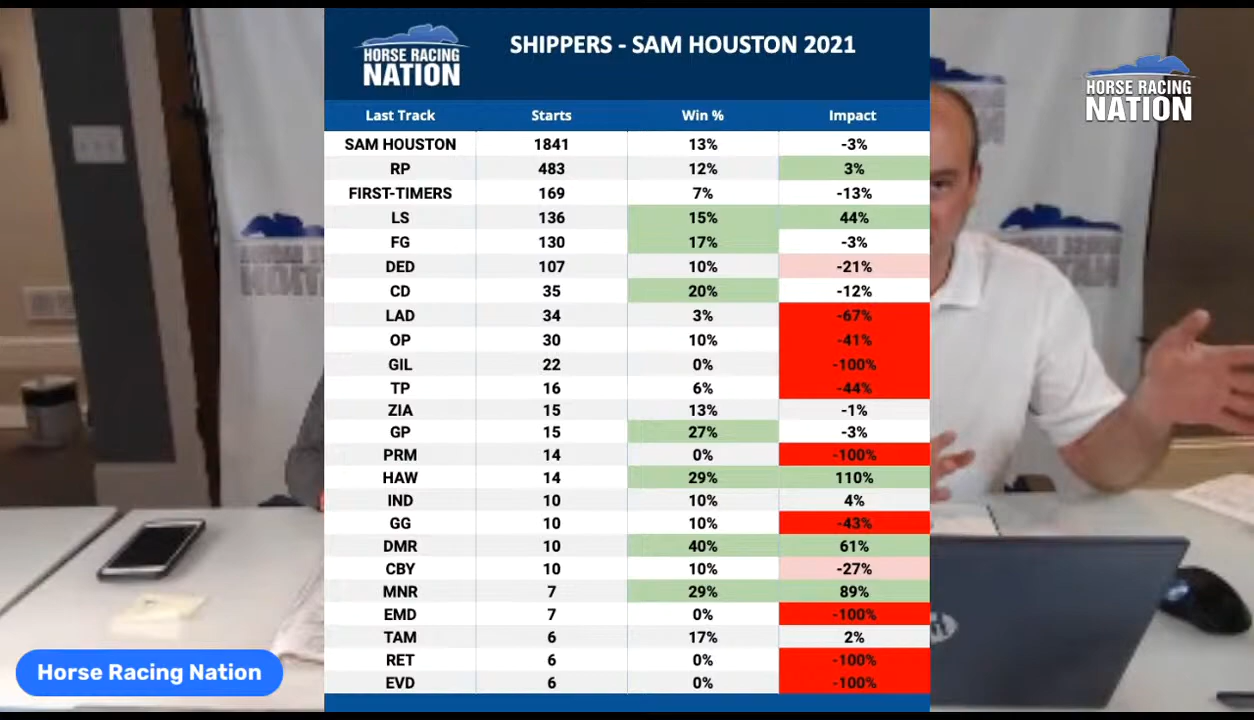 HORSE RACING
NATION
SHIPPERS - SAM HOUSTON 2021
HORSE RACING
NATION
Last Track Starts Win % Impact
SAM HOUSTON 1841 13% -3%
RP 483 12% 3%
FIRST-TIMERS 169 7% -13%
LS 136 15% 44%
FG 130 17% -3%
DED 107 10% -21%
CD 35 20% -12%
LAD 34 3% -67%
OP 30 10% -41%
GIL 22 0% -100%
TP 16 6% -44%
ZIA 15 13% -1%
GP 15 27% -3%
PRM 14 0% -100%
HAW 14 29% 110%
IND 10 10% 4%
GG 10 10% -43%
DMR 10 40% 61%
CBY 10 10% -27%
MNR 7 29% 89%
EMD 7 0% -100%
TAM 6 17% 2%
RET 6 0% -100%
EVD 6 0% -100%
Horse Racing Nation